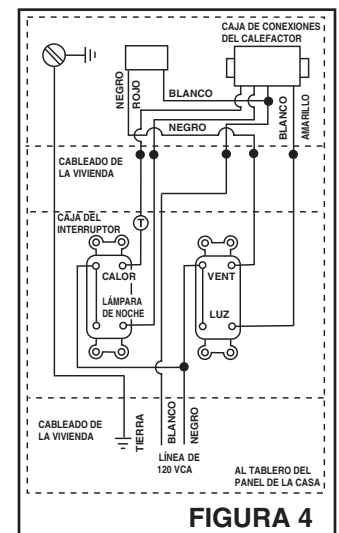 CAJA DE CONEXIONES
DEL CALEFACTOR
NEGRO
ROJO
BLANCO
NEGRO
BLANCO
AMARILLO
CABLEADO DE
LA VIVIENDA
CAJA DEL
INTERRUPTOR
T
CALOR
LÁMPARA
DE NOCHE
VENT
LUZ
CABLEADO DE
LA VIVIENDA
TIERRA
BLANCO
NEGRO
LÍNEA DE
120 VCA
AL TABLERO DEL
PANEL DE LA CASA
FIGURA 4